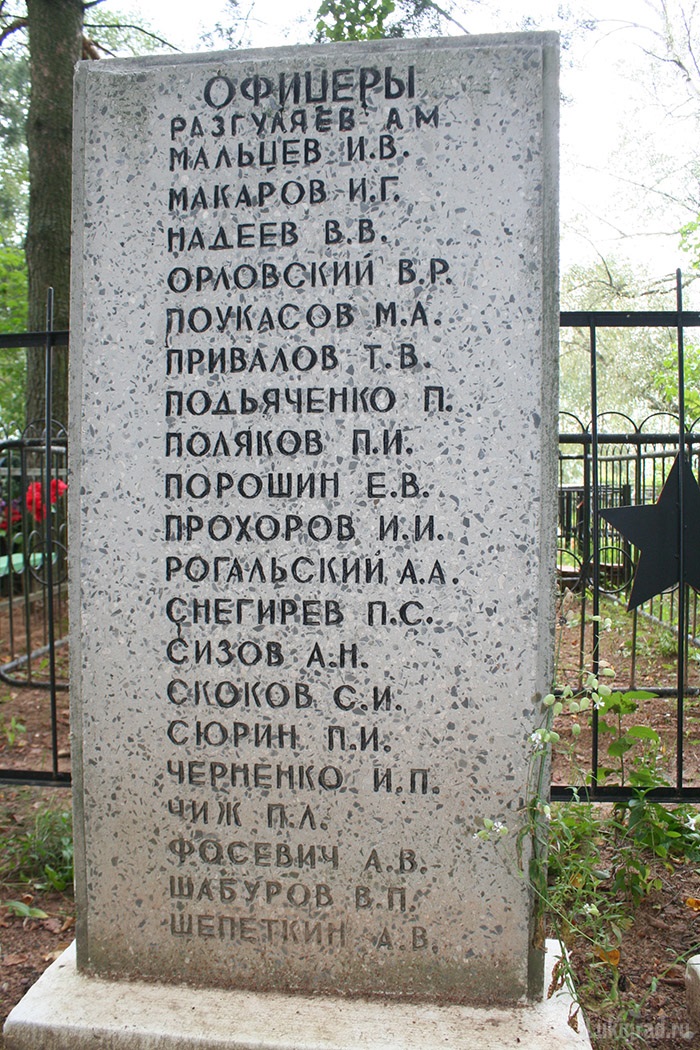 ОФИЦЕРЫ
РАЗГУЛЯЕВ А М
МАЛЬЦЕВ И.В.
МАКАРОВ И.Г.
НАДЕЕВ В.В.
ОРЛОВСКИЙ В.Р.
ПОУКАСОВ М.А.
ПРИВАЛОВ Т.В.
ПОДЬЯЧЕНКО П.
ПОЛЯКОВ П.И.
ПОРОШИН Е.В.
ПРОХОРОВ И.И.
РОГАЛЬСКИЙ А.А.
СНЕГИРЕВ П.С.
СИЗОВ А.Н.
СКОКОВ С.И.
СЮРИН П.И.
ЧЕРНЕНКО И.П.
ЧИЖ П.Л.
ФОСЕВИЧ А.В.
ШАБУРОВ В.П.
ШЕПЕТКИН А.В.